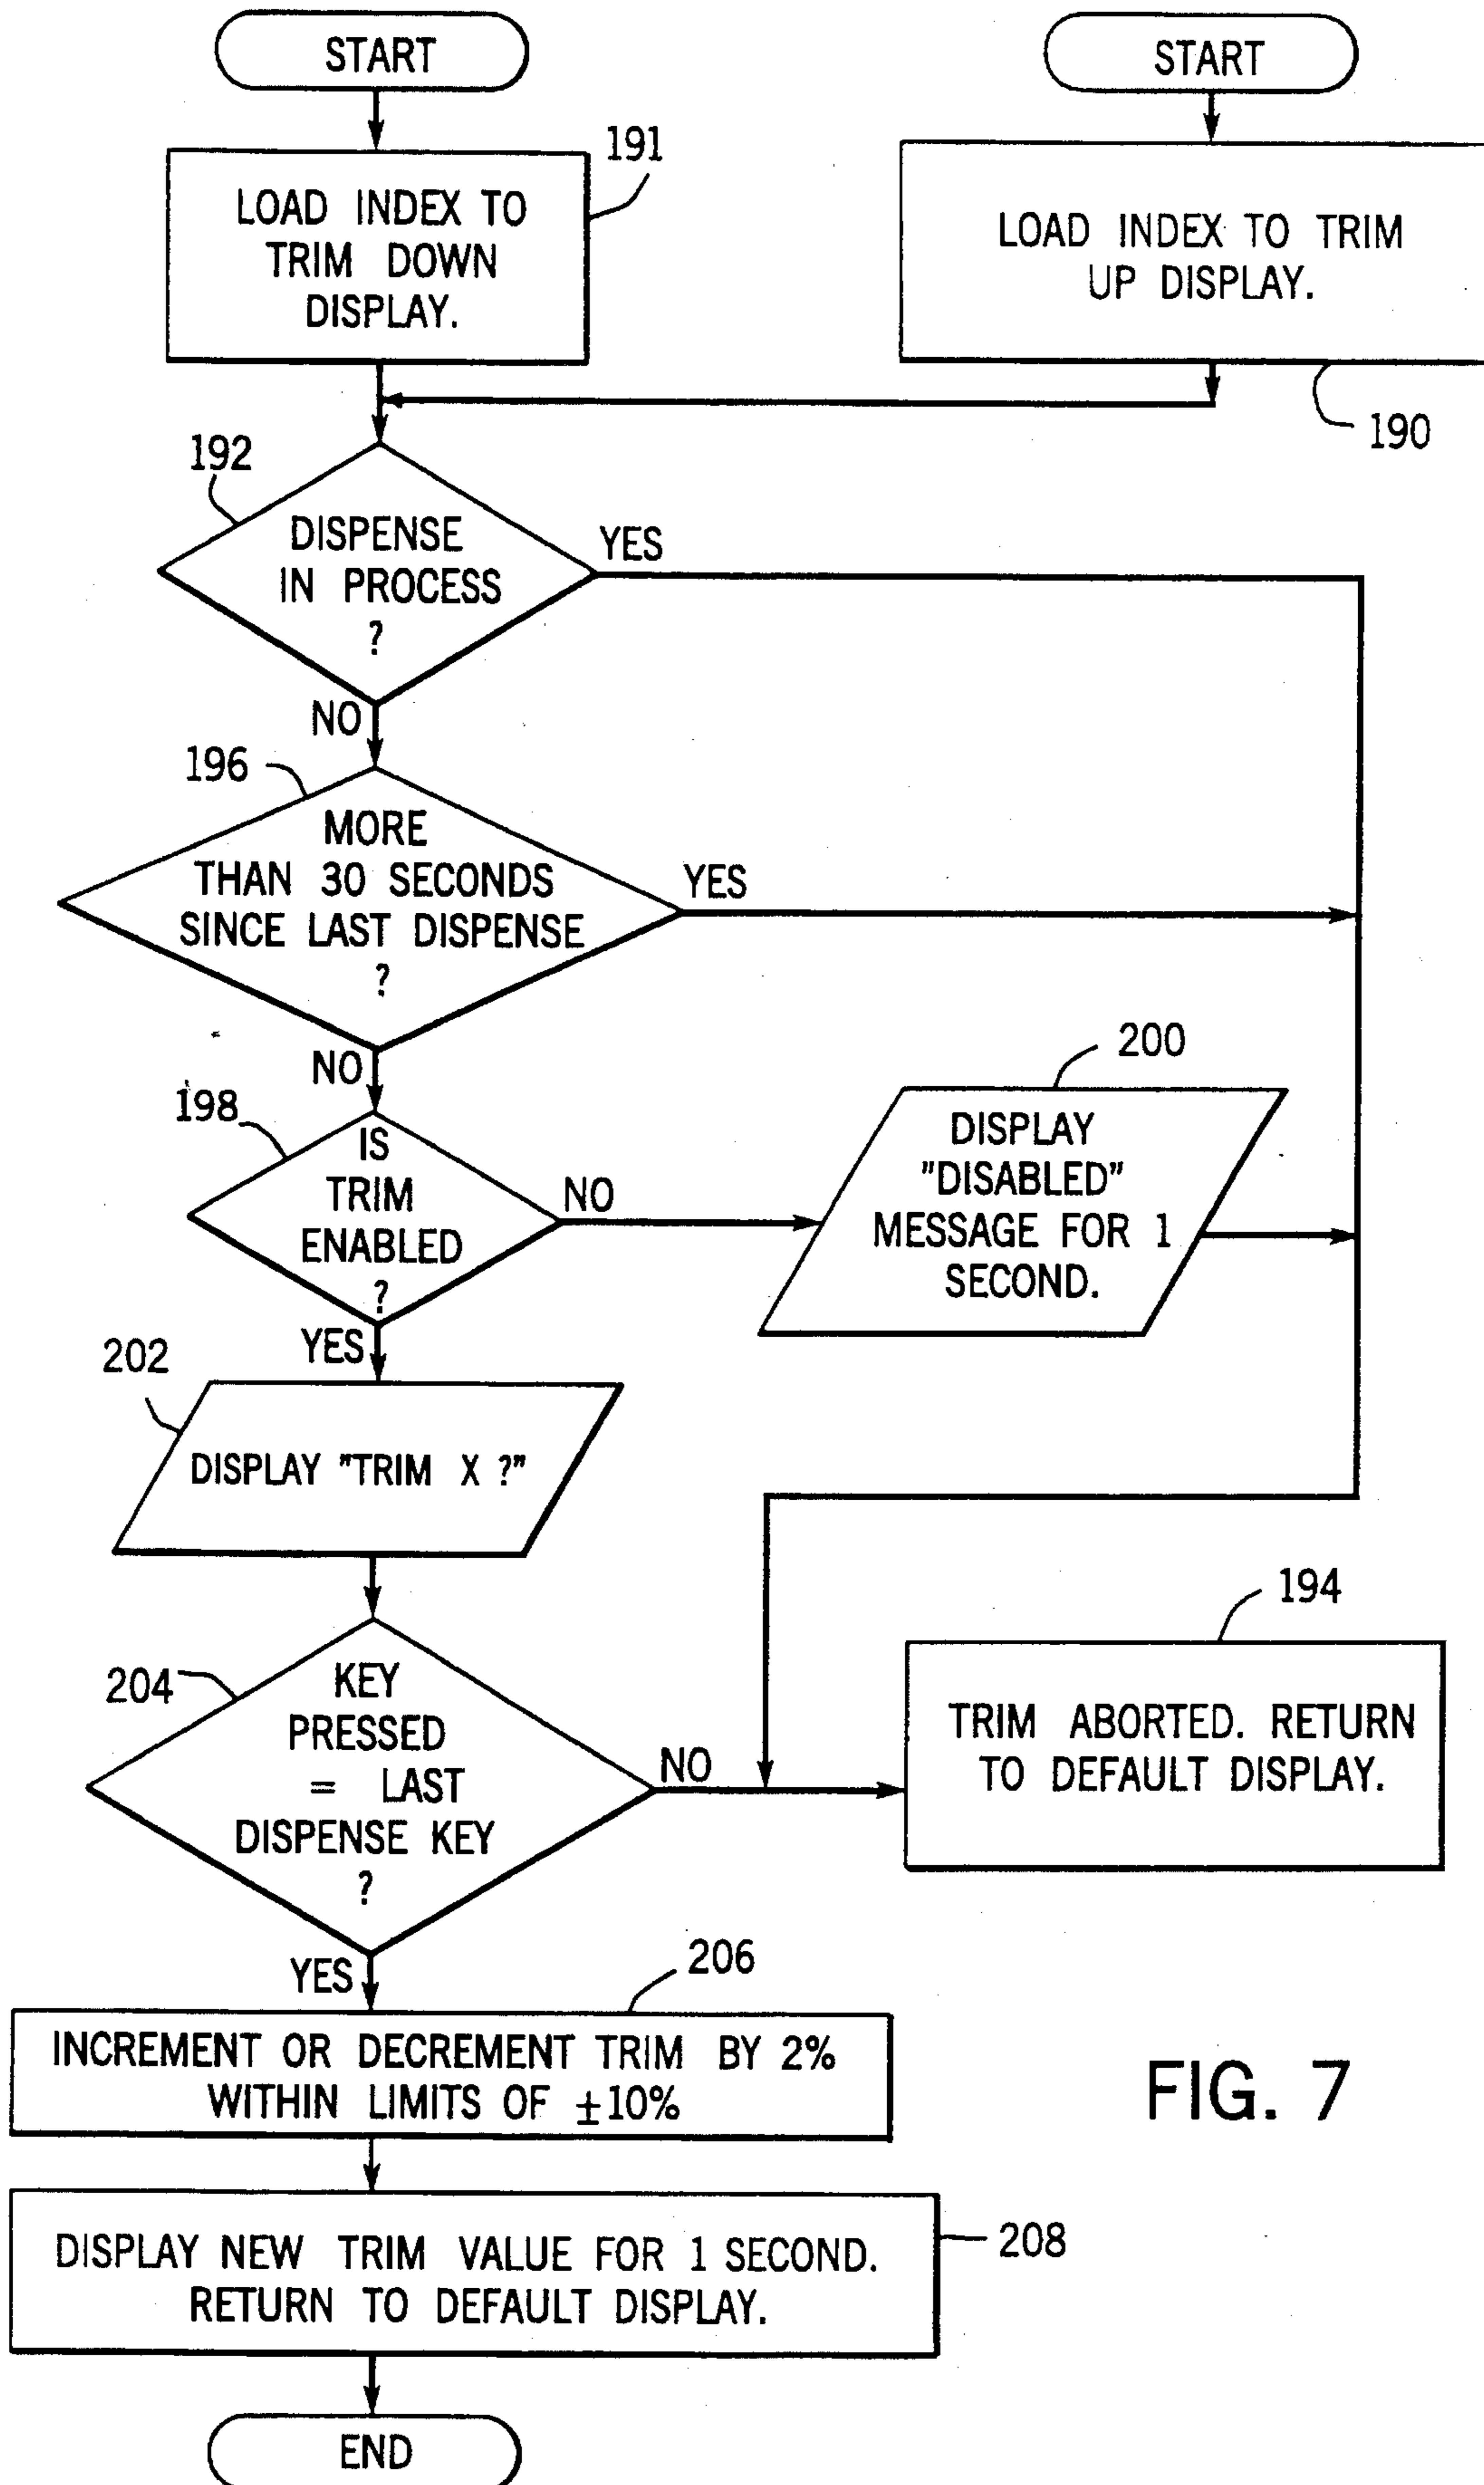 START
START
191
LOAD INDEX TO
TRIM DOWN
DISPLAY.
LOAD INDEX TO TRIM
UP DISPLAY.
190
192
DISPENSE
IN PROCESS
?
YES
NO
196
MORE
THAN 30 SECONDS
SINCE LAST DISPENSE
?
YES
NO
198
IS
TRIM
ENABLED
?
NO
200
DISPLAY
"DISABLED"
MESSAGE FOR 1
SECOND.
YES
202
DISPLAY "TRIM X ?"
194
TRIM ABORTED. RETURN
TO DEFAULT DISPLAY.
204
KEY
PRESSED
= LAST
DISPENSE KEY
?
NO
YES
206
INCREMENT OR DECREMENT TRIM BY 2%
WITHIN LIMITS OF ±10%
FIG. 7
208
DISPLAY NEW TRIM VALUE FOR 1 SECOND.
RETURN TO DEFAULT DISPLAY.
END